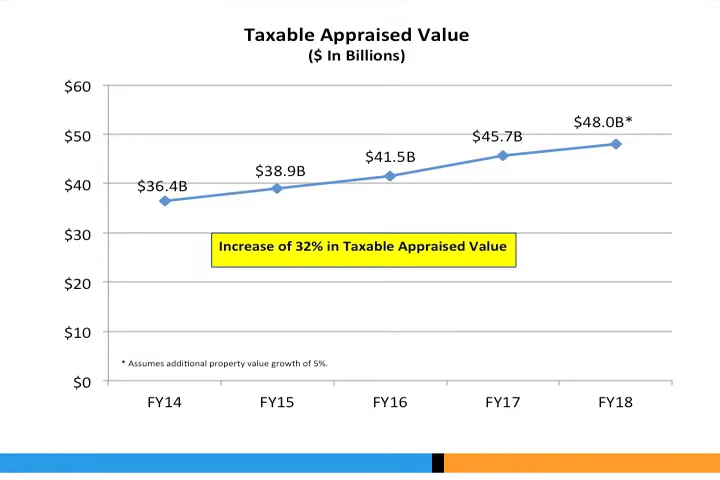 Taxable Appraised Value
($ In Billions)
$60
$50
$40
$30
$20
$10
$0
$36.4B
$38.9B
$41.5B
$45.7B
$48.0B*
Increase of 32% in Taxable Appraised Value
* Assumes additional property value growth of 5%.
FY14 FY15 FY16 FY17 FY18